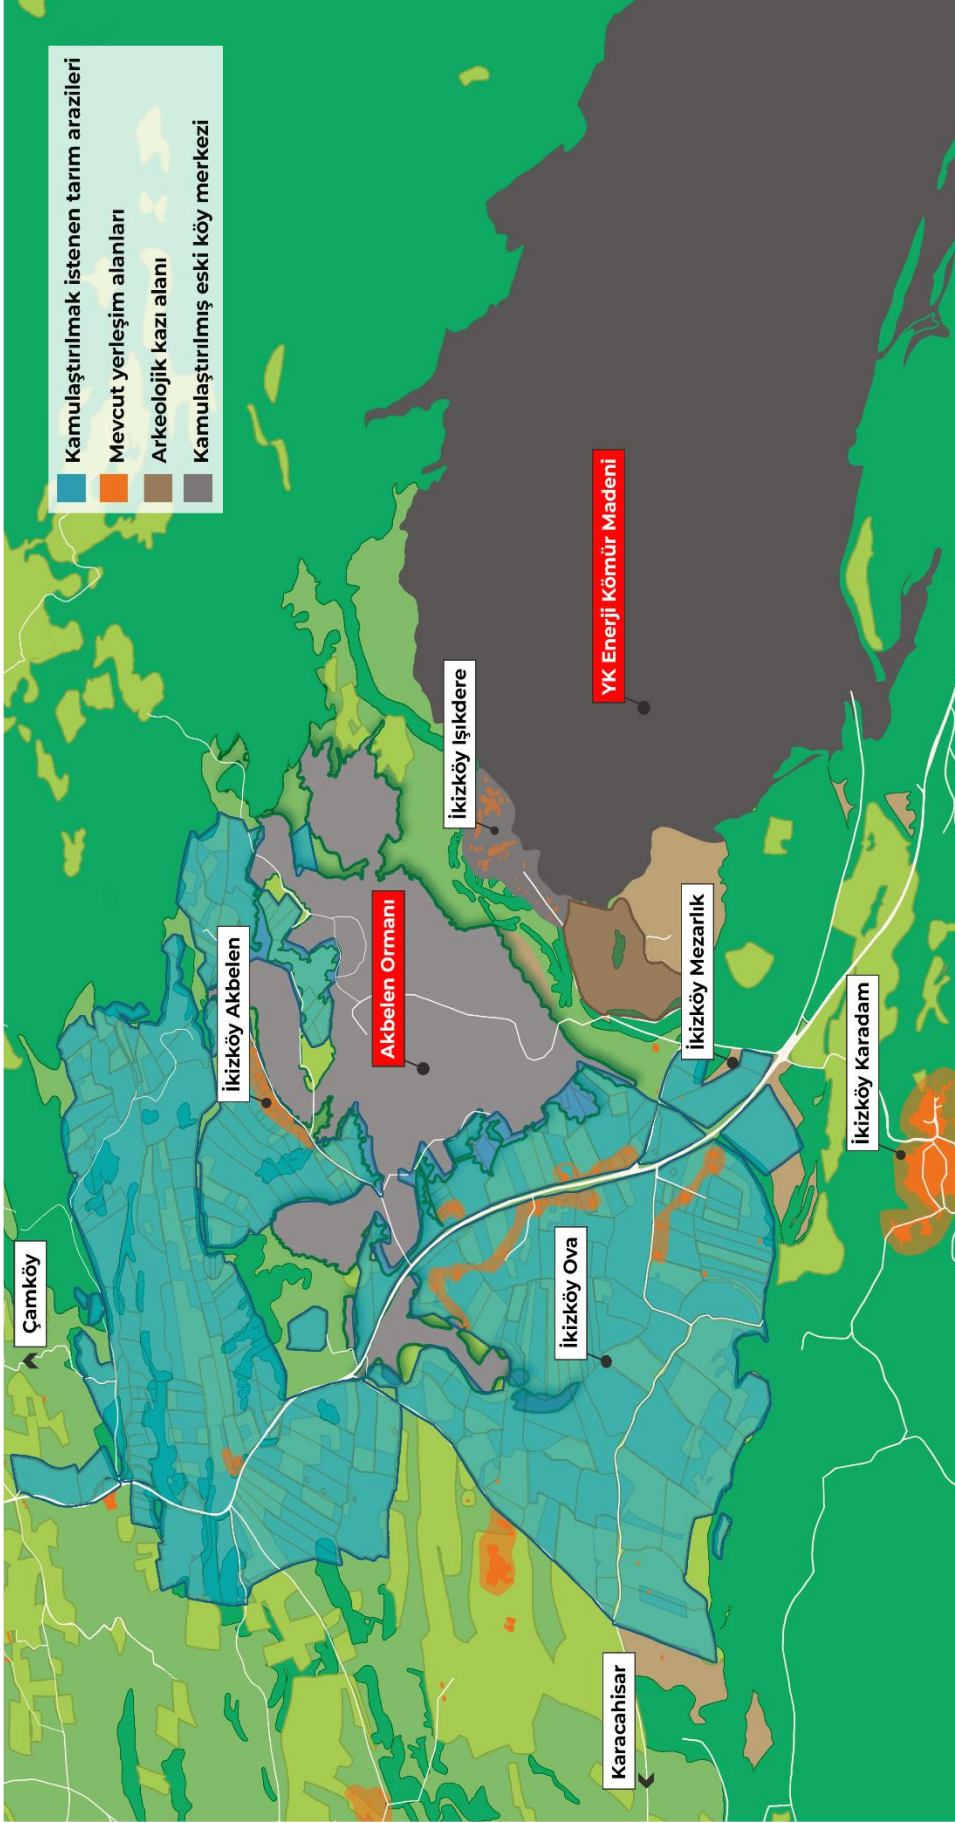 Kamulaştırılmak istenen tarım arazileri
Mevcut yerleşim alanları
Arkeolojik kazı alanı
Kamulaştırılmış eski köy merkezi
Çamköy
İkizköy Akbelen
Akbelen Ormanı
İkizköy Işıkdere
YK Enerji Kömür Madeni
İkizköy Ova
Karacahisar
İkizköy Mezarlık
İkizköy Karadam